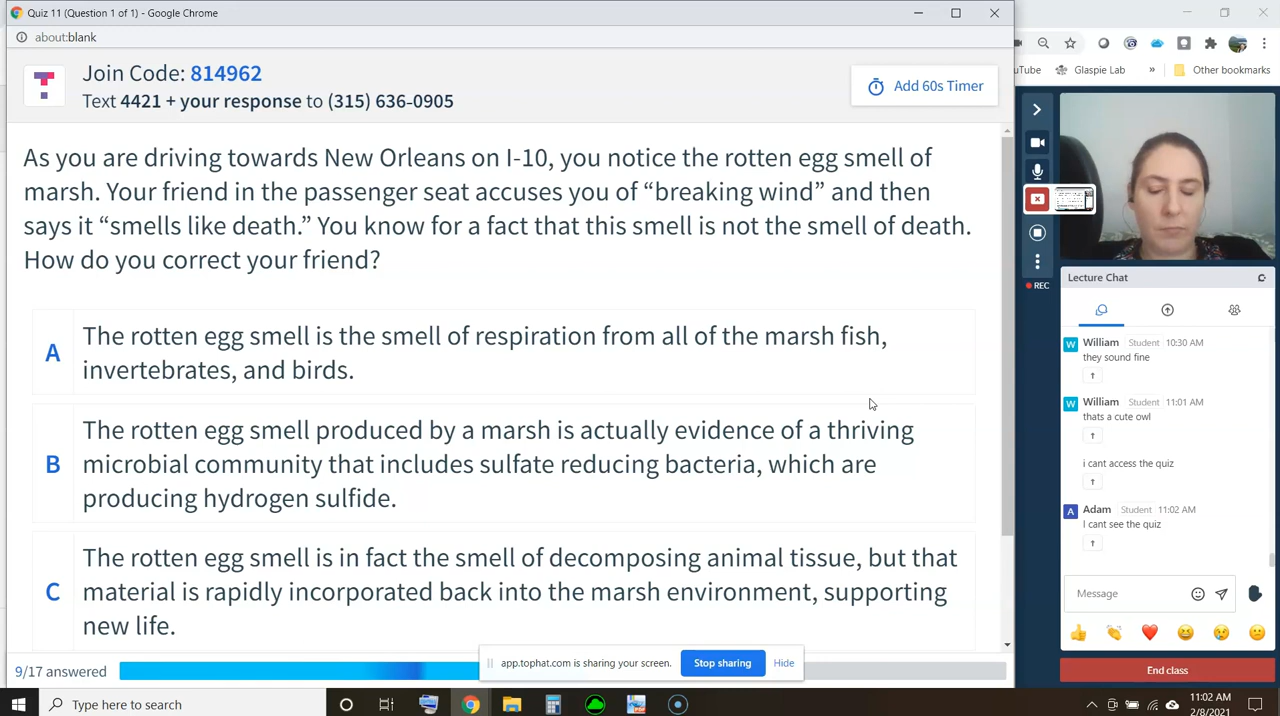 Quiz 11 (Question 1 of 1) - Google Chrome
about:blank
Join Code: 814962
Text 4421 + your response to (315) 636-0905
Add 60s Timer
As you are driving towards New Orleans on I-10, you notice the rotten egg smell of
marsh. Your friend in the passenger seat accuses you of “breaking wind” and then
says it “smells like death.” You know for a fact that this smell is not the smell of death.
How do you correct your friend?
A
The rotten egg smell is the smell of respiration from all of the marsh fish,
invertebrates, and birds.
B
The rotten egg smell produced by a marsh is actually evidence of a thriving
microbial community that includes sulfate reducing bacteria, which are
producing hydrogen sulfide.
C
The rotten egg smell is in fact the smell of decomposing animal tissue, but that
material is rapidly incorporated back into the marsh environment, supporting
new life.
9/17 answered
app.tophat.com is sharing your screen.
Stop sharing
Hide
uTube
Glaspie Lab
»
Other bookmarks
REC
Lecture Chat
W
William Student 10:30 AM
they sound fine
W
William Student 11:01 AM
thats a cute owl
i cant access the quiz
A
Adam Student 11:02 AM
I cant see the quiz
Message
End class
Type here to search
11:02 AM
2/8/2021